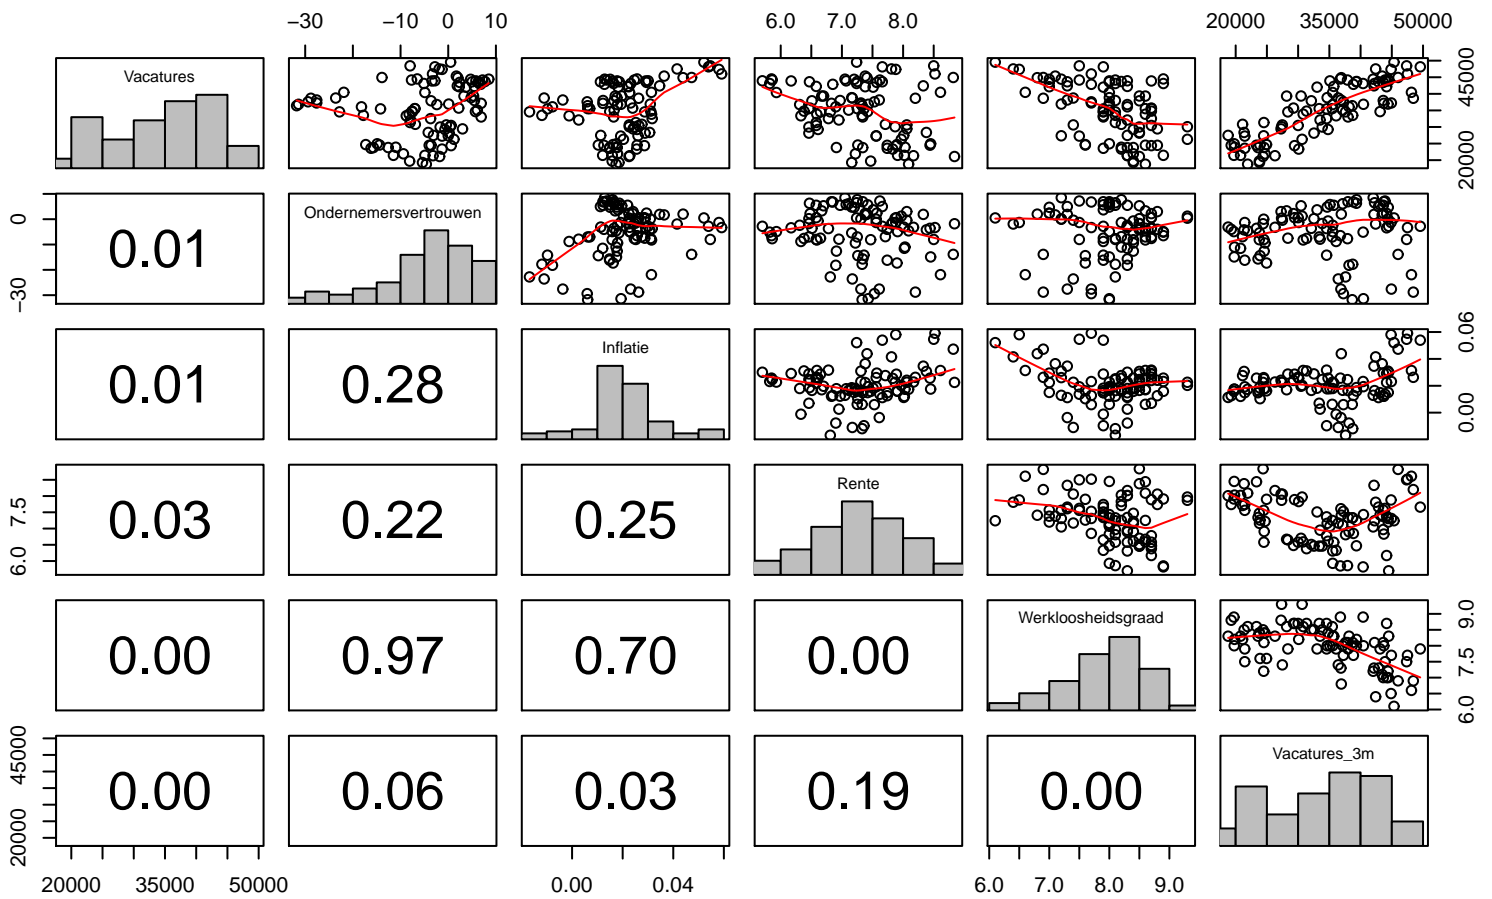 −30 −10 0 10 6.0 7.0 8.0 20000 35000 50000
Vacatures
20000 45000
0.01
Ondernemersvertrouwen
−30 0
0.01 0.28
Inflatie
0.00 0.06
0.03 0.22 0.25
Rente
6.0 7.5
0.00 0.97 0.70 0.00
Werkloosheidsgraad
6.0 7.5 9.0
0.00 0.06 0.03 0.19 0.00
Vacatures_3m
20000 45000
20000 35000 50000 0.00 0.04 6.0 7.0 8.0 9.0